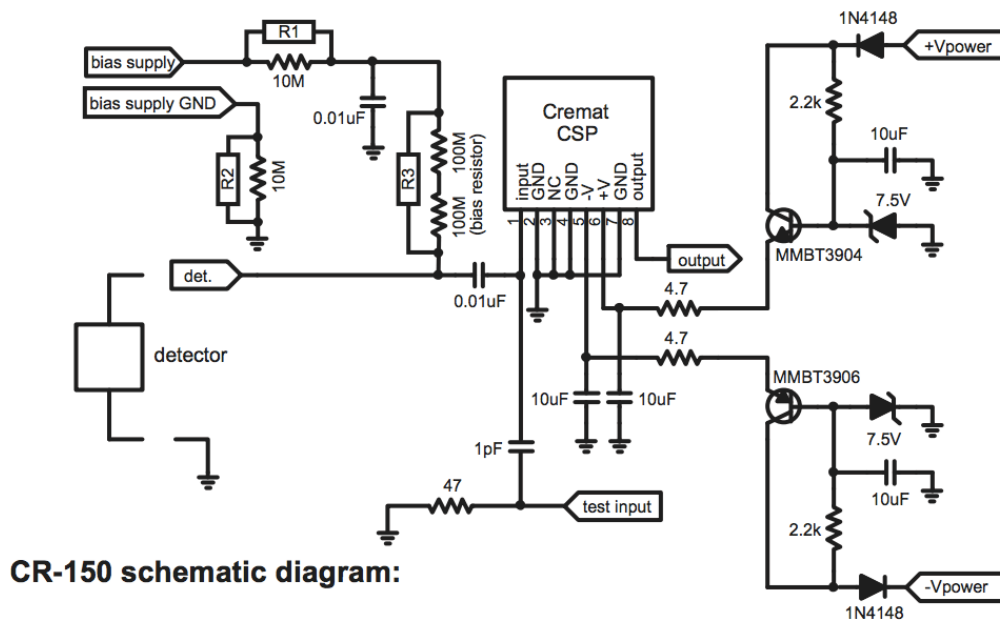 1N4148
+Vpower
R1
bias supply
10M
bias supply GND
0.01uF
Cremat
CSP
2.2k
10uF
R2
10M
R3
100M
100M
(bias resistor)
input
GND
NC
GND
-V
+V
GND
output
1
2
3
4
5
6
7
8
7.5V
MMBT3904
det.
0.01uF
output
4.7
detector
4.7
MMBT3906
10uF
10uF
7.5V
1pF
10uF
47
test input
2.2k
CR-150 schematic diagram:
1N4148
-Vpower